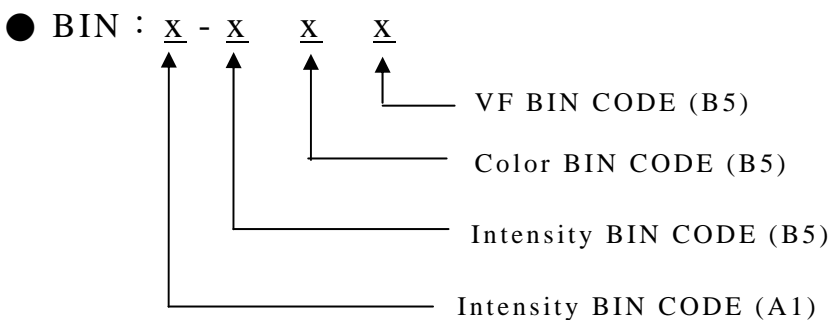 ● BIN：x - x x x
VF BIN CODE (B5)
Color BIN CODE (B5)
Intensity BIN CODE (B5)
Intensity BIN CODE (A1)